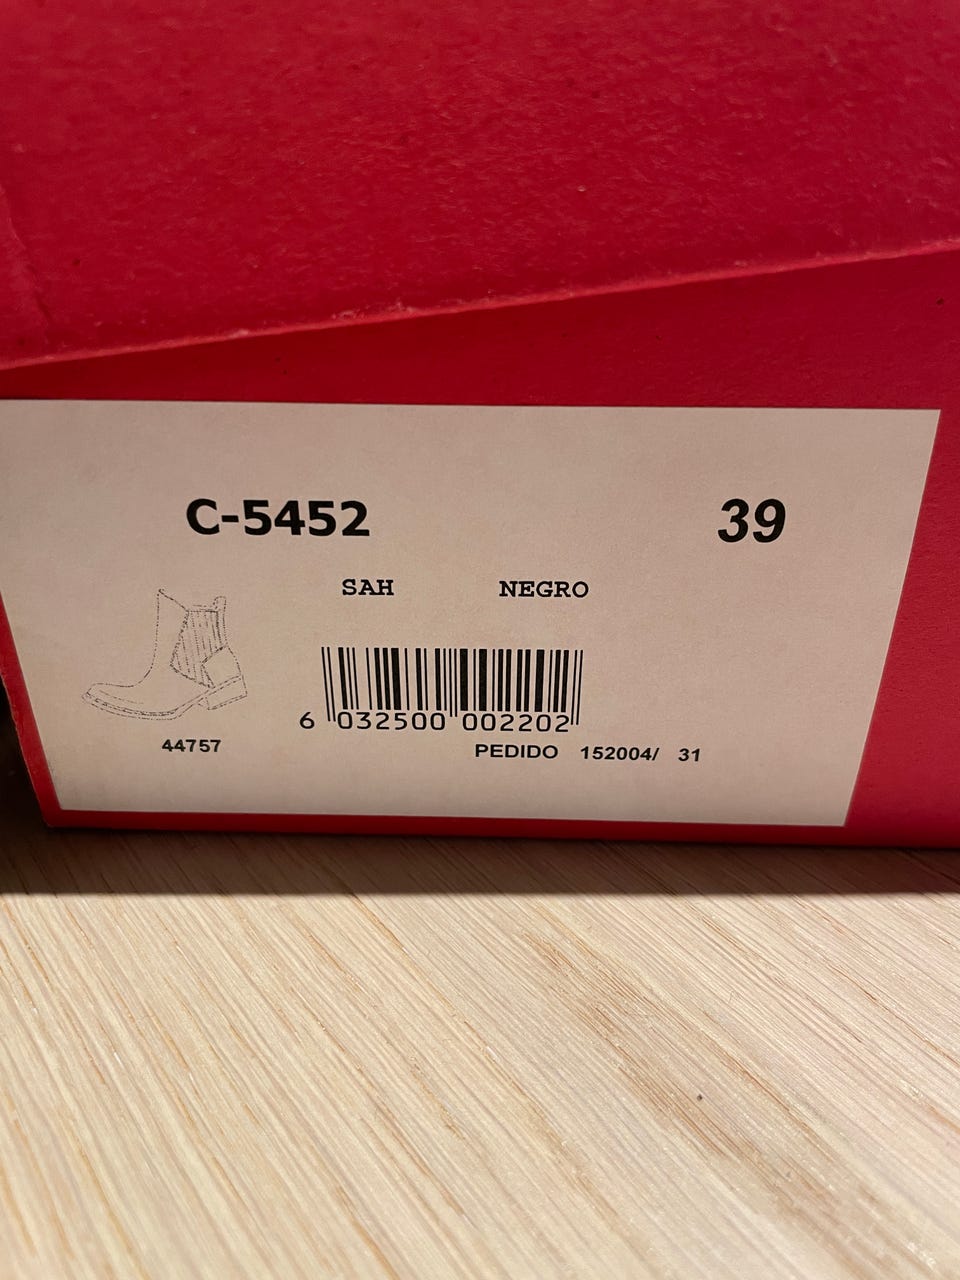 C-5452 39
SAH NEGRO
6 032500 002202
44757
PEDIDO 152004/ 31